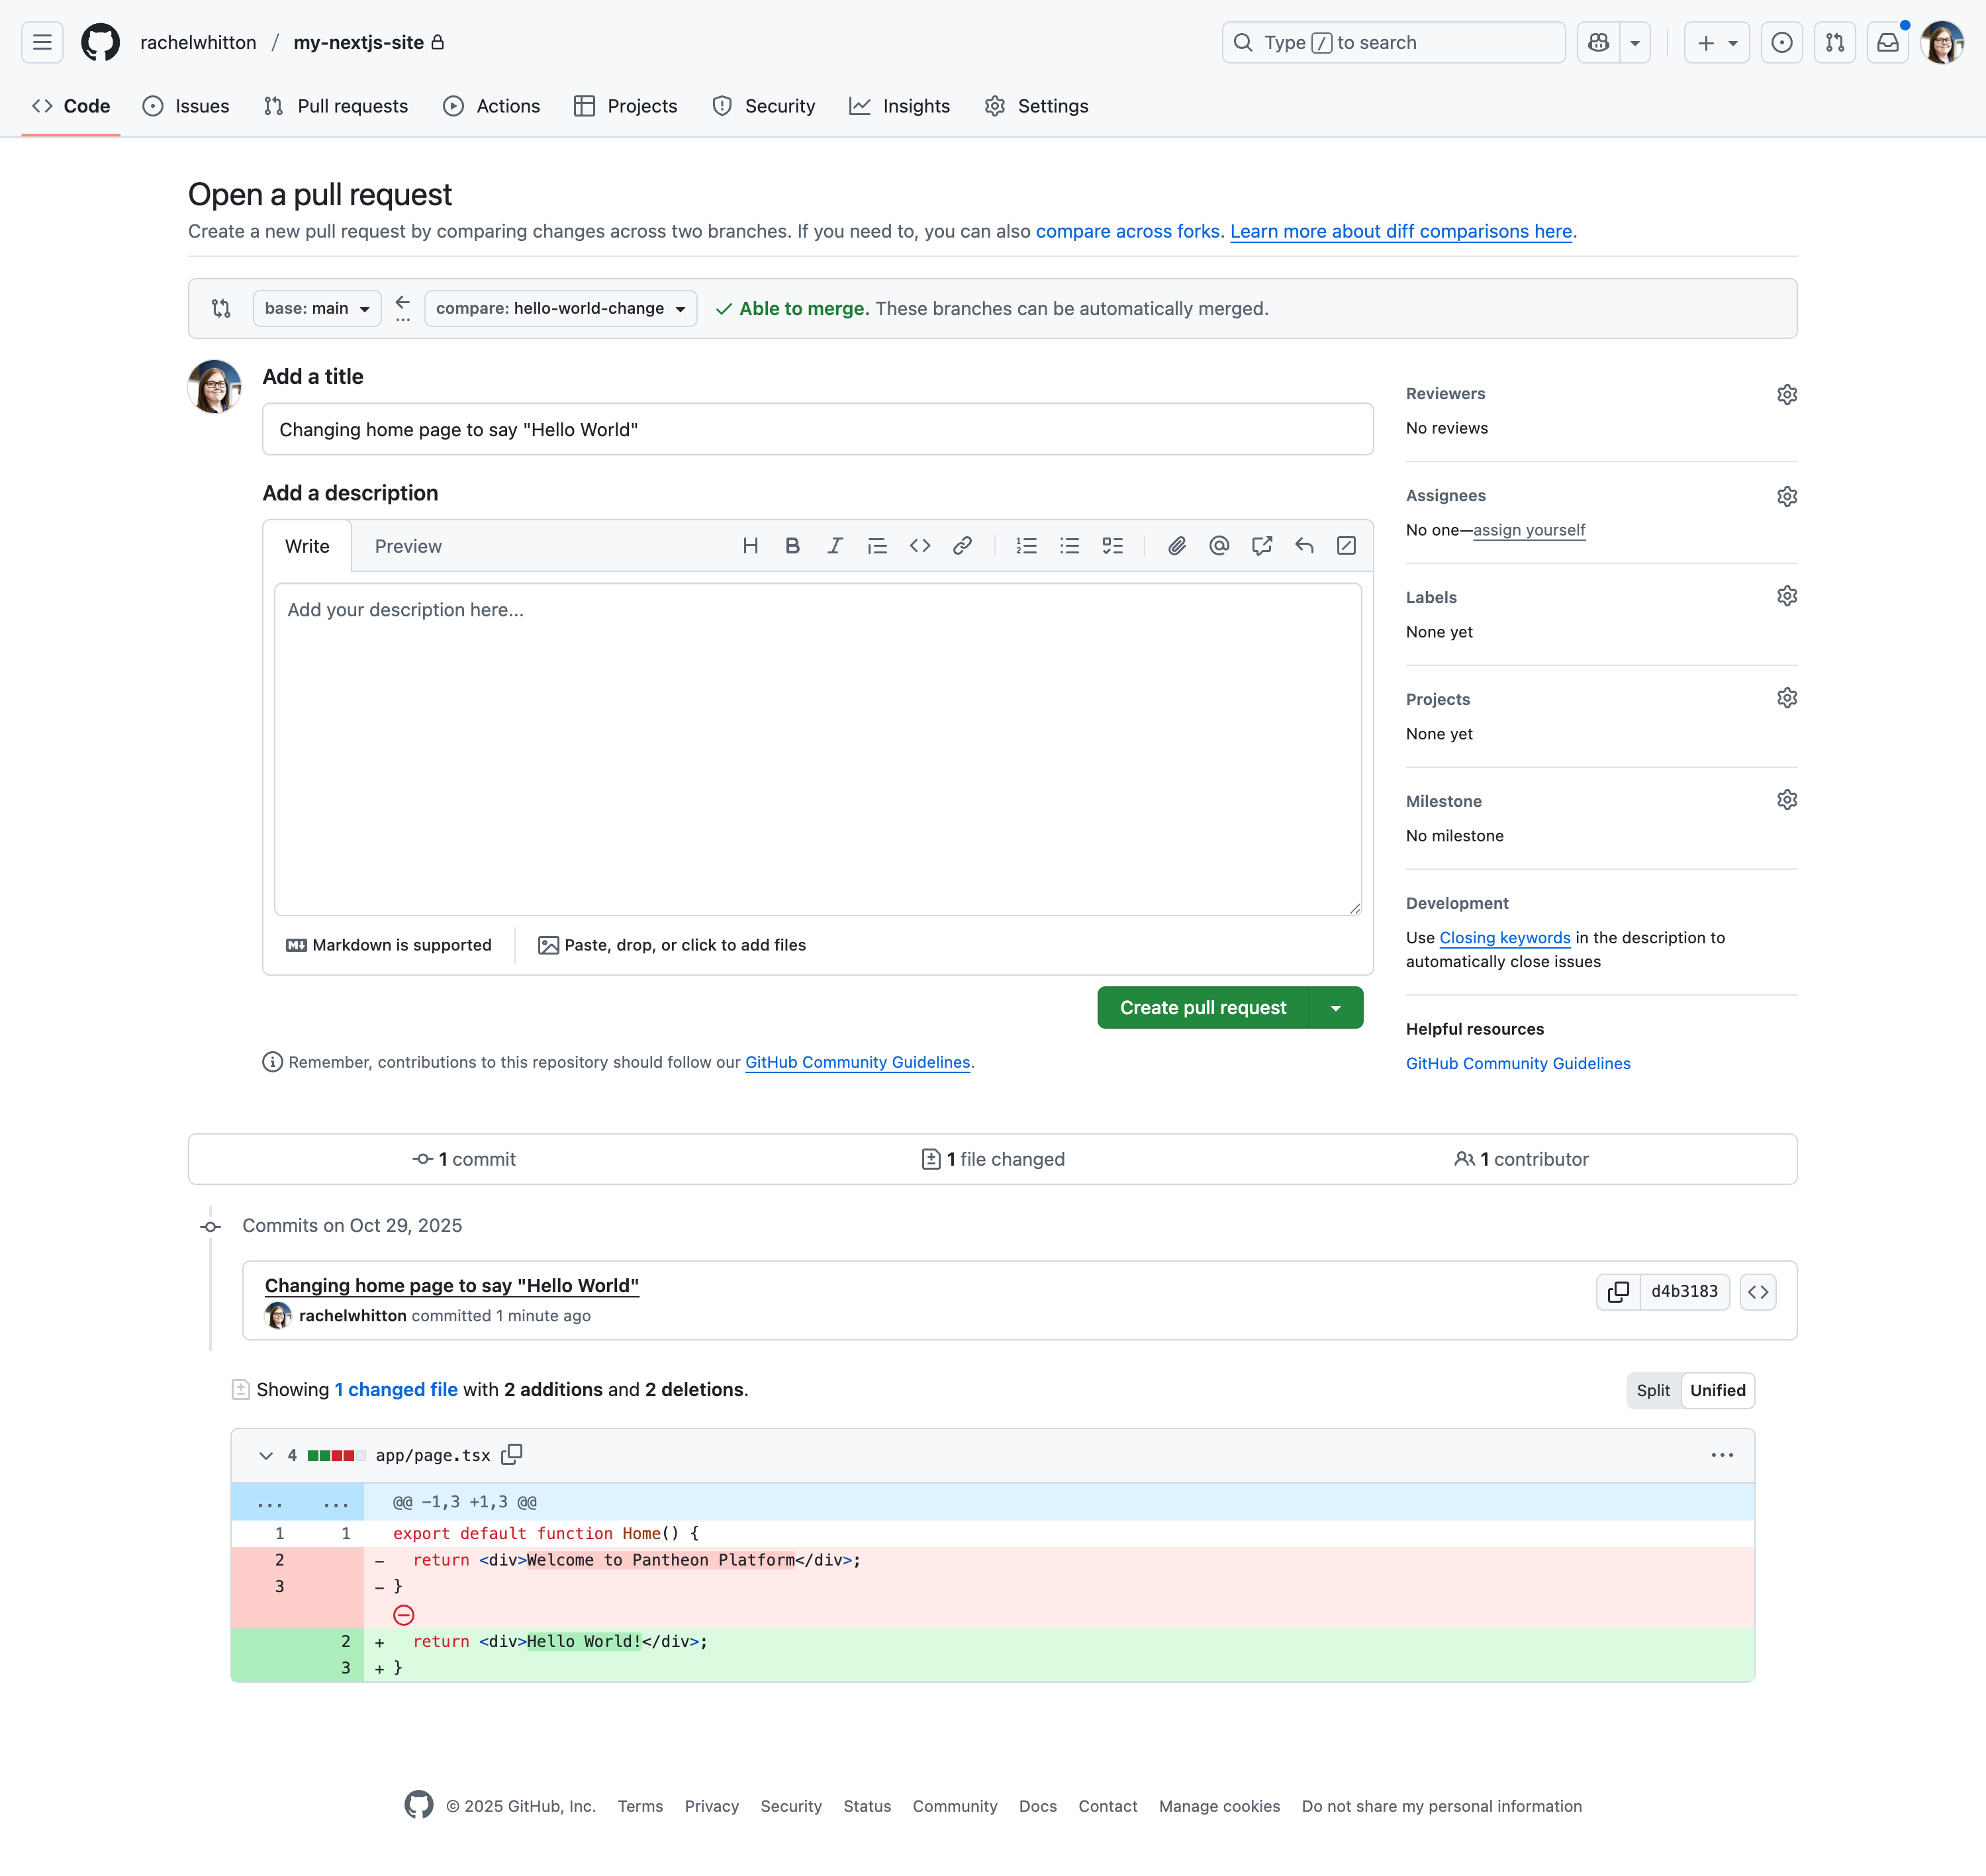 rachelwhitton / my-nextjs-site
Type / to search
Code
Issues
Pull requests
Actions
Projects
Security
Insights
Settings
Open a pull request
Create a new pull request by comparing changes across two branches. If you need to, you can also compare across forks. Learn more about diff comparisons here.
base: main
compare: hello-world-change
Able to merge. These branches can be automatically merged.
Add a title
Changing home page to say "Hello World"
Add a description
Write
Preview
Add your description here...
Markdown is supported
Paste, drop, or click to add files
Create pull request
Remember, contributions to this repository should follow our GitHub Community Guidelines.
Reviewers
No reviews
Assignees
No one—assign yourself
Labels
None yet
Projects
None yet
Milestone
No milestone
Development
Use Closing keywords in the description to
automatically close issues
Helpful resources
GitHub Community Guidelines
1 commit
1 file changed
1 contributor
Commits on Oct 29, 2025
Changing home page to say "Hello World"
rachelwhitton committed 1 minute ago
d4b3183
Showing 1 changed file with 2 additions and 2 deletions.
Split
Unified
4 app/page.tsx
... ... @@ -1,3 +1,3 @@
1 1 export default function Home() {
2 - return <div>Welcome to Pantheon Platform</div>;
3 - }
2 + return <div>Hello World!</div>;
3 + }
© 2025 GitHub, Inc. Terms Privacy Security Status Community Docs Contact Manage cookies Do not share my personal information